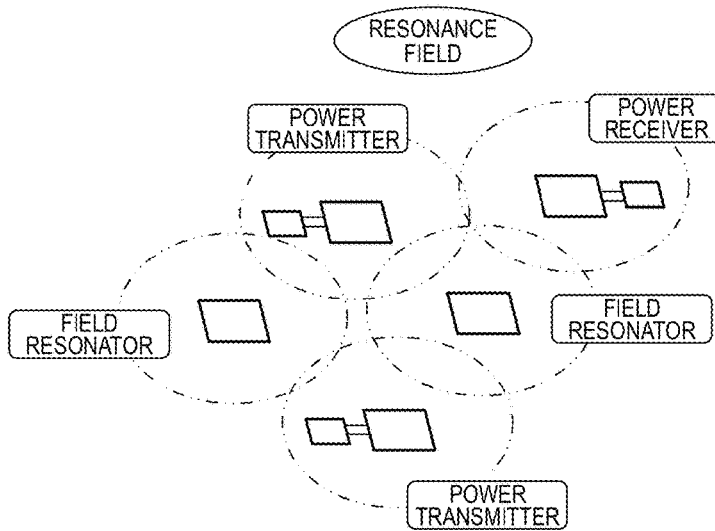 RESONANCE
FIELD
POWER
TRANSMITTER
POWER
RECEIVER
FIELD
RESONATOR
FIELD
RESONATOR
POWER
TRANSMITTER